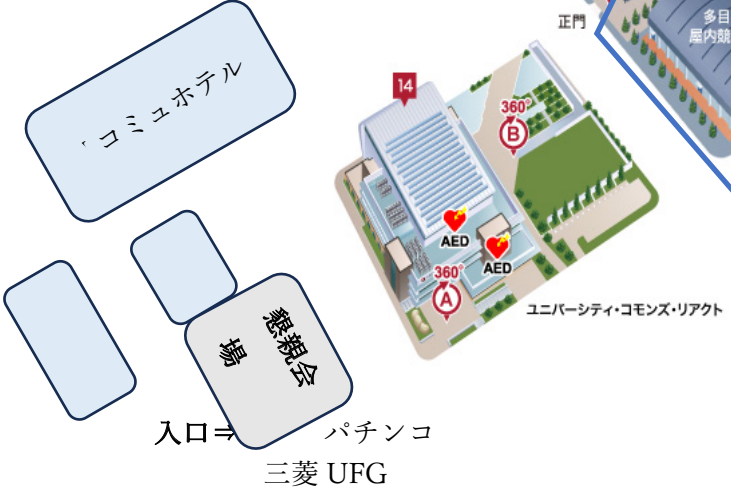 正門
多目
屋内競
14
360°
B
コミュホテル
AED
AED
360°
A
ユニバーシティ・コモンズ・リアクト
懇親会
場
入口⇒
パチンコ
三菱 UFG